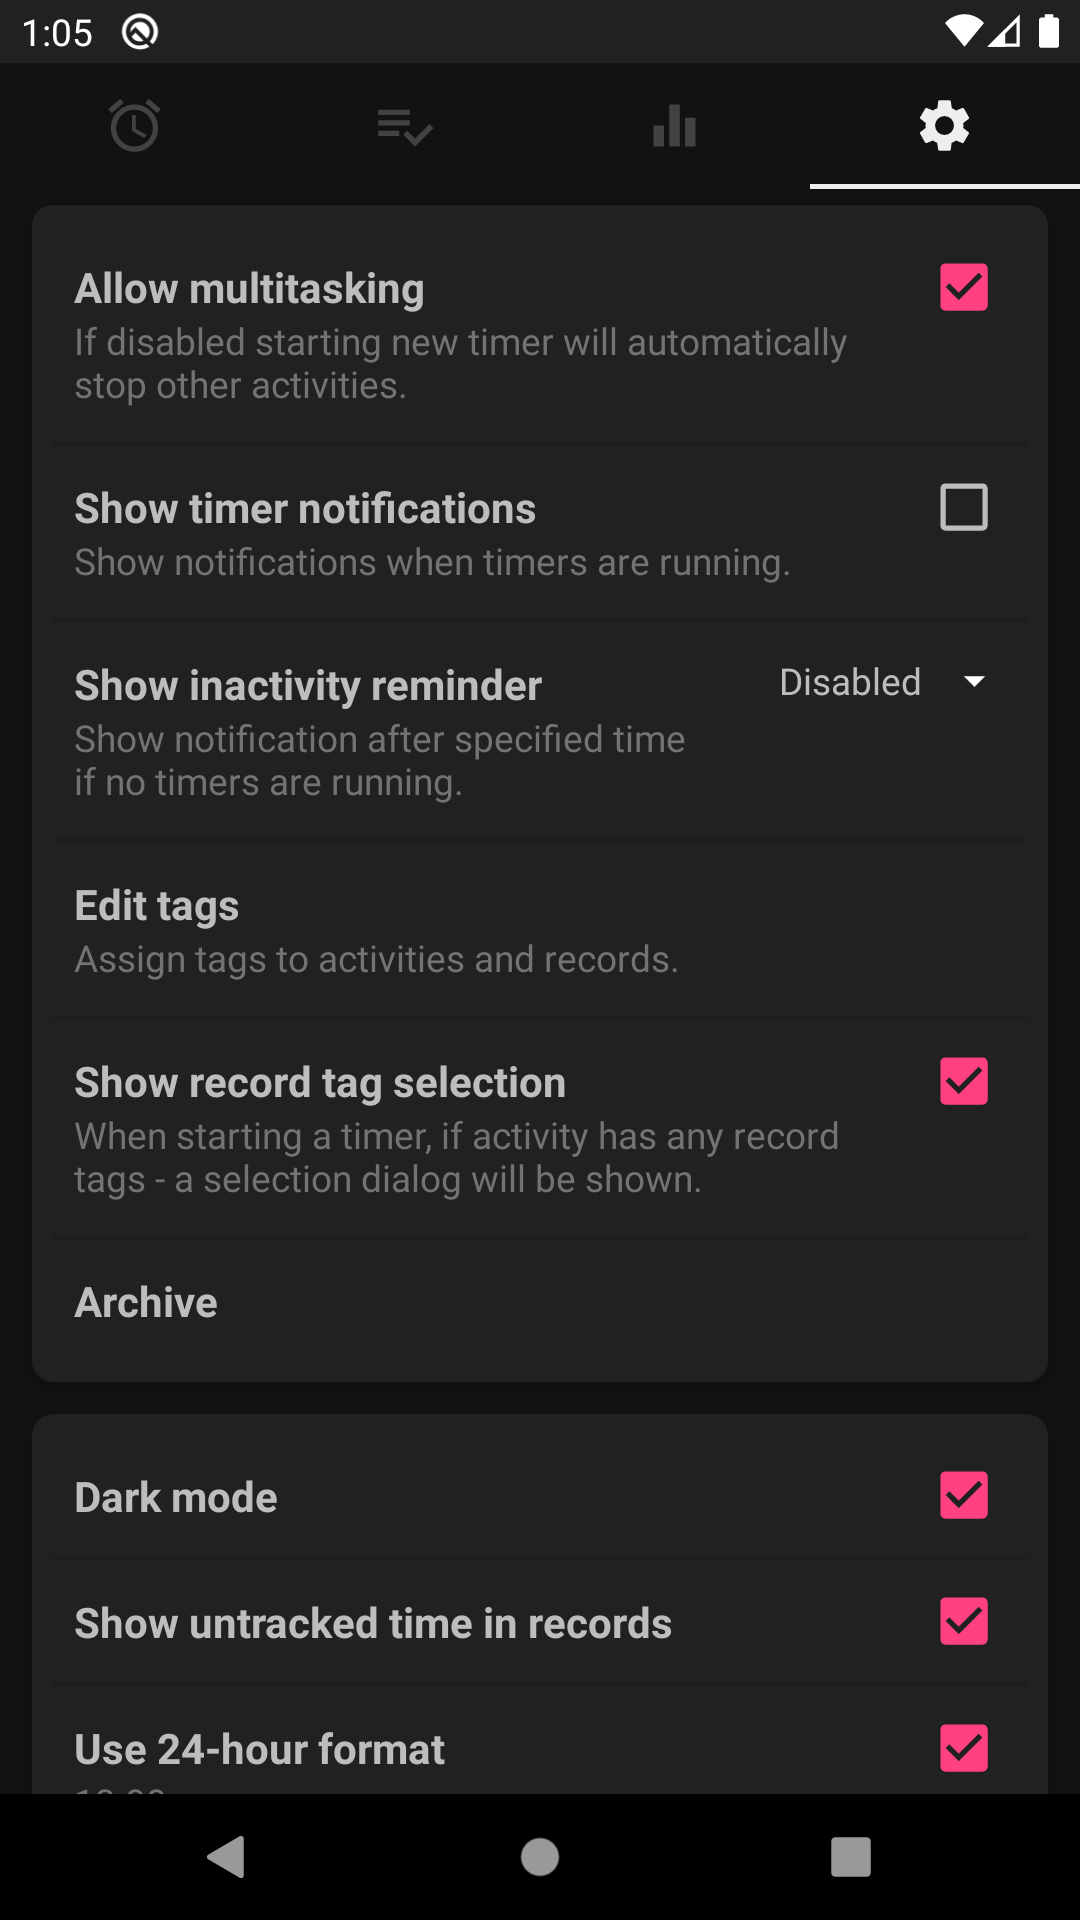 1:05
Allow multitasking
If disabled starting new timer will automatically
stop other activities.
Show timer notifications
Show notifications when timers are running.
Show inactivity reminder
Disabled
Show notification after specified time
if no timers are running.
Edit tags
Assign tags to activities and records.
Show record tag selection
When starting a timer, if activity has any record
tags - a selection dialog will be shown.
Archive
Dark mode
Show untracked time in records
Use 24-hour format